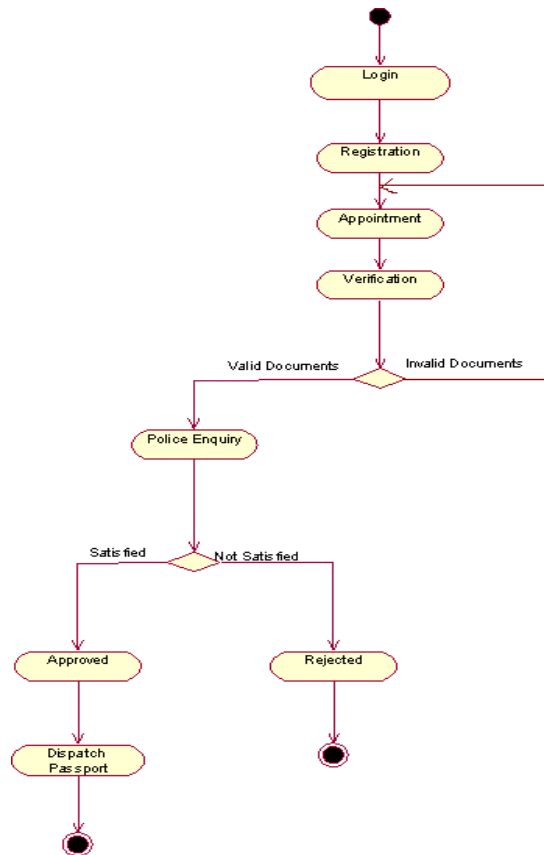 Login
Registration
Appointment
Verification
Valid Documents
Invalid Documents
Police Enquiry
Satisfied
Not Satisfied
Approved
Rejected
Dispatch
Passport